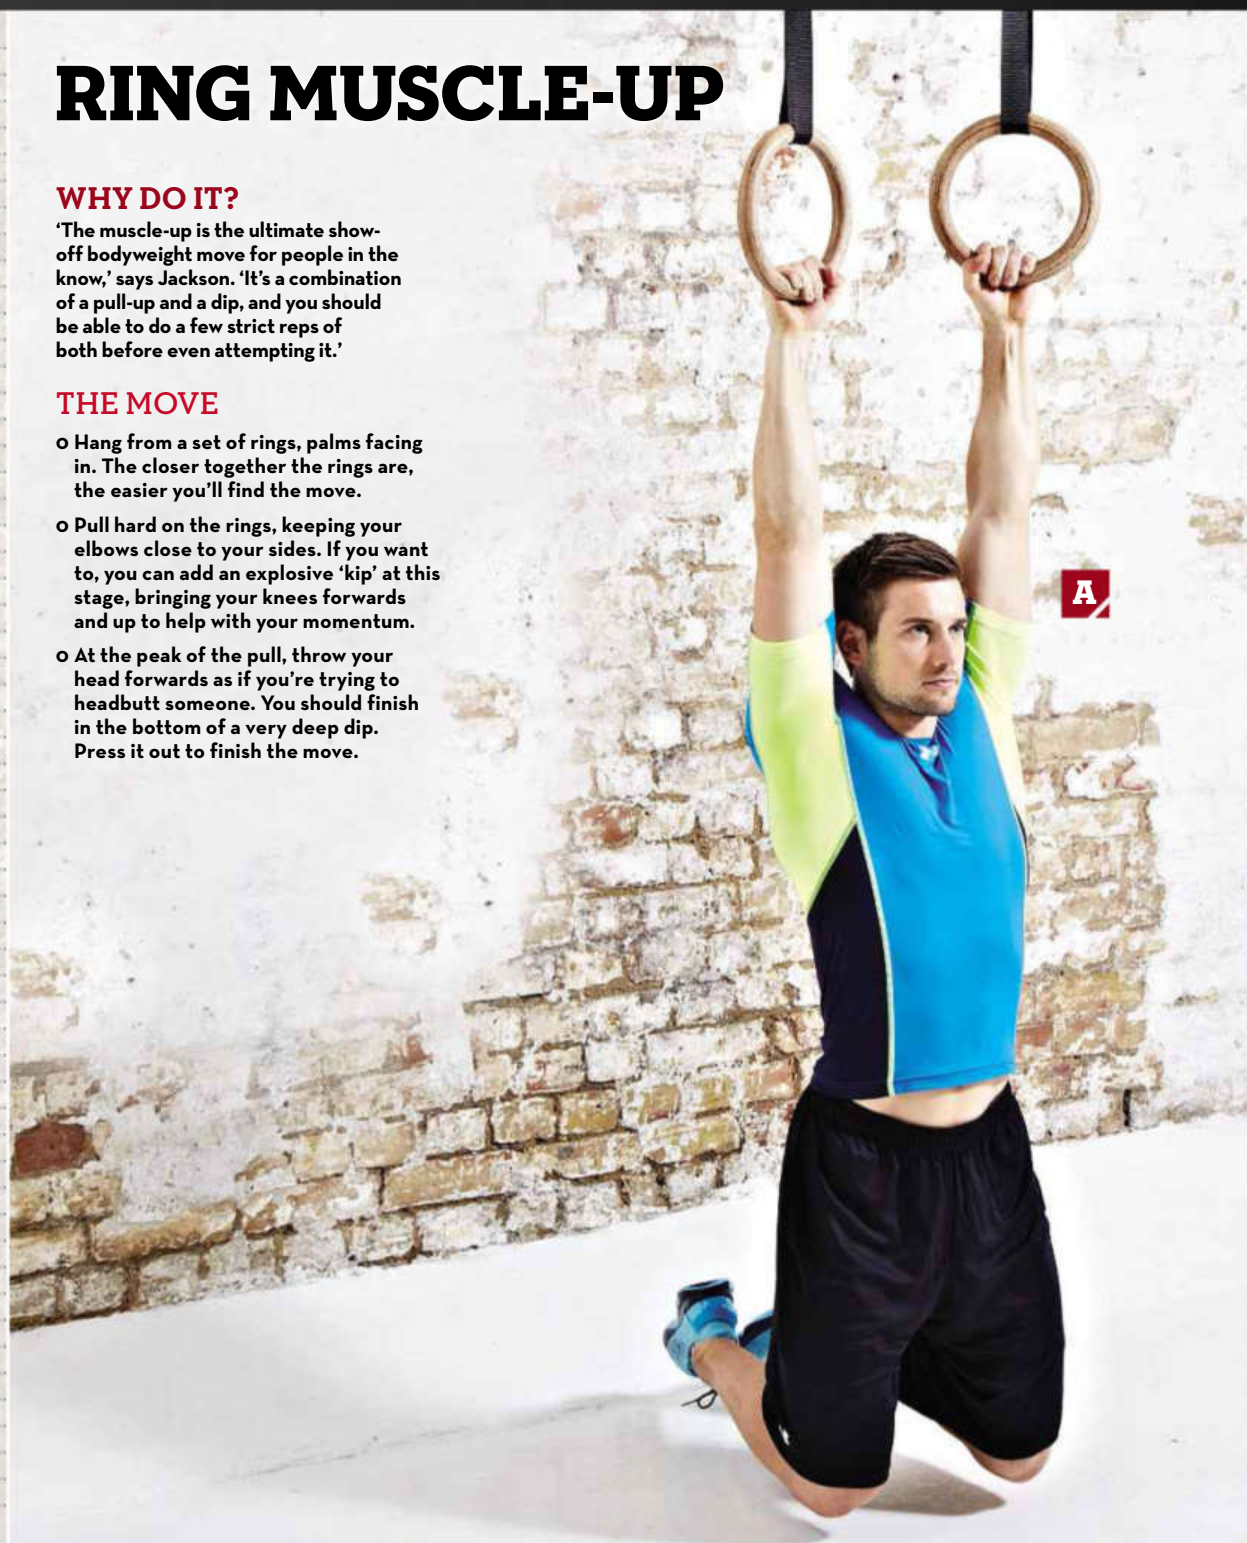 RING MUSCLE-UP
WHY DO IT?
‘The muscle-up is the ultimate show-
off bodyweight move for people in the
know,’ says Jackson. ‘It’s a combination
of a pull-up and a dip, and you should
be able to do a few strict reps of
both before even attempting it.’
THE MOVE
o Hang from a set of rings, palms facing
in. The closer together the rings are,
the easier you’ll find the move.
o Pull hard on the rings, keeping your
elbows close to your sides. If you want
to, you can add an explosive ‘kip’ at this
stage, bringing your knees forwards
and up to help with your momentum.
o At the peak of the pull, throw your
head forwards as if you’re trying to
headbutt someone. You should finish
in the bottom of a very deep dip.
Press it out to finish the move.
A